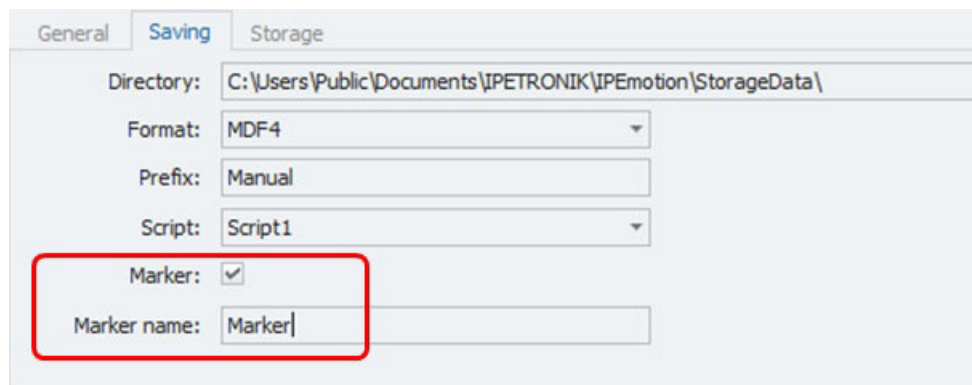 General Saving Storage
Directory: C:\Users\Public\Documents\IPETRONIK\IPEmotion\StorageData\
Format: MDF4
Prefix: Manual
Script: Script1
Marker:
Marker name: Marker